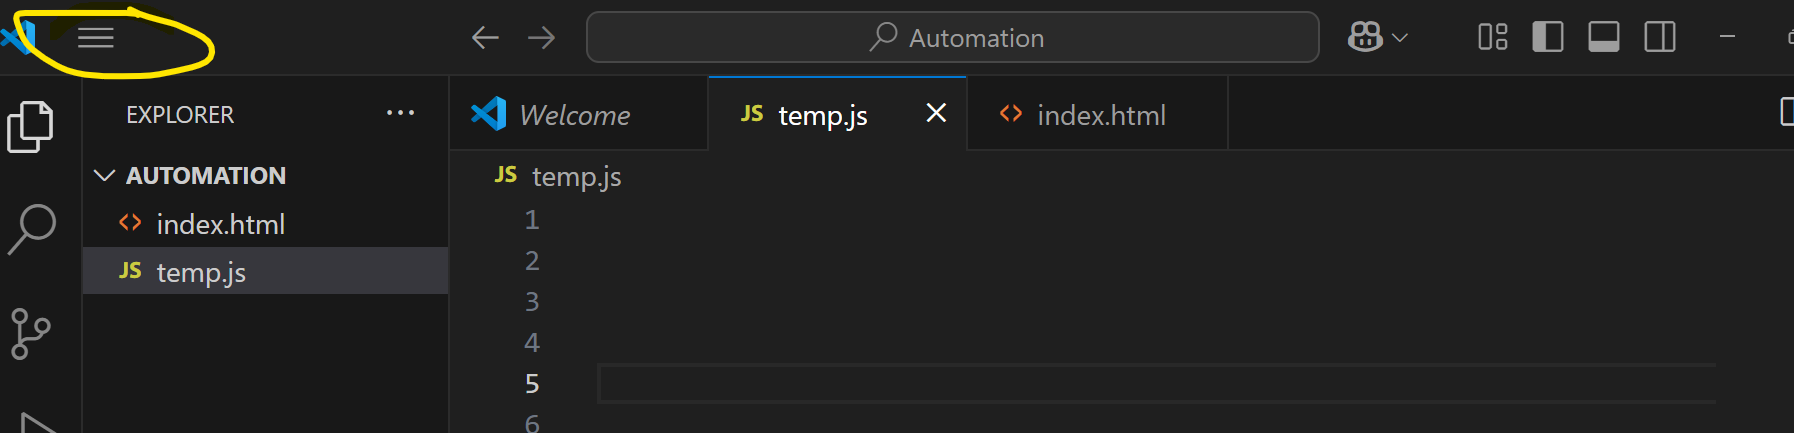 Automation
EXPLORER
Welcome
JS temp.js
index.html
AUTOMATION
index.html
JS temp.js
JS temp.js
1
2
3
4
5
6